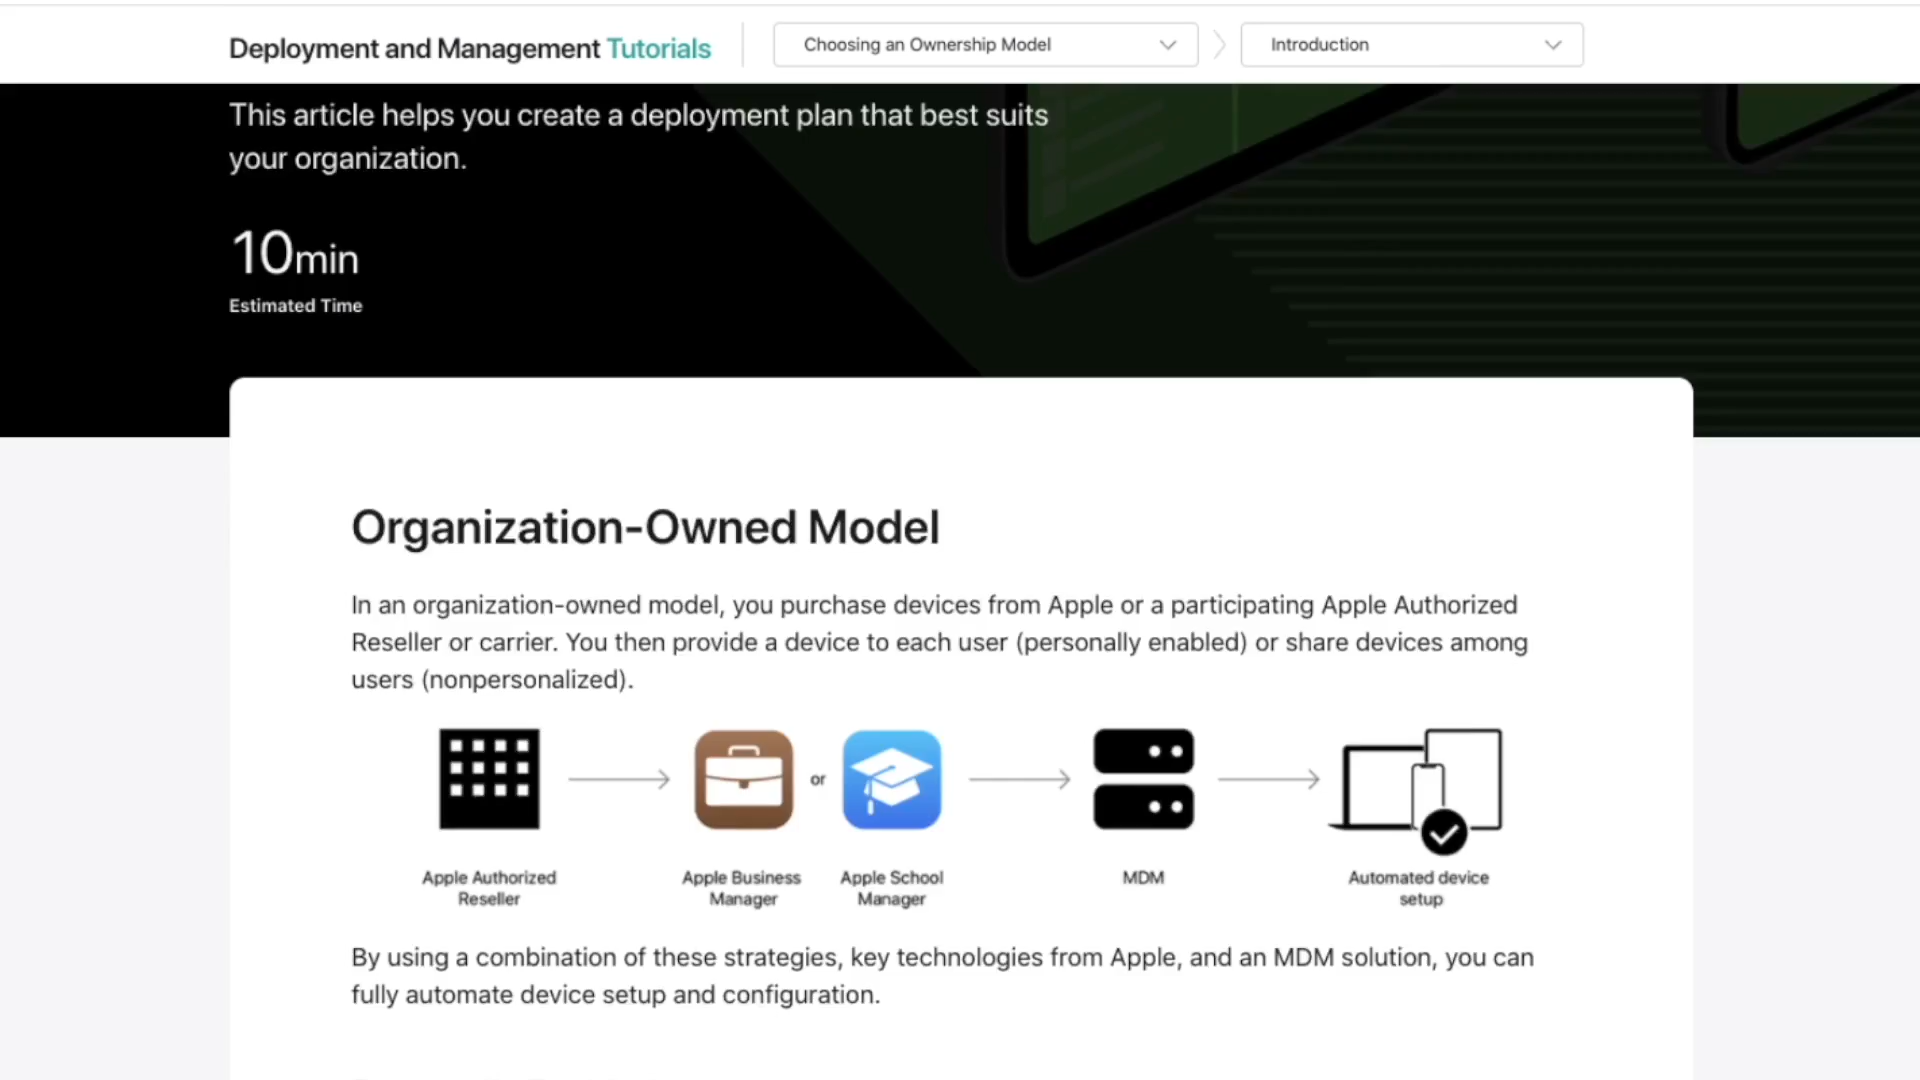 Deployment and Management Tutorials
Choosing an Ownership Model
Introduction
This article helps you create a deployment plan that best suits
your organization.
10min
Estimated Time
Organization-Owned Model
In an organization-owned model, you purchase devices from Apple or a participating Apple Authorized
Reseller or carrier. You then provide a device to each user (personally enabled) or share devices among
users (nonpersonalized).
or
Apple Authorized
Reseller
Apple Business
Manager
Apple School
Manager
MDM
Automated device
setup
By using a combination of these strategies, key technologies from Apple, and an MDM solution, you can
fully automate device setup and configuration.